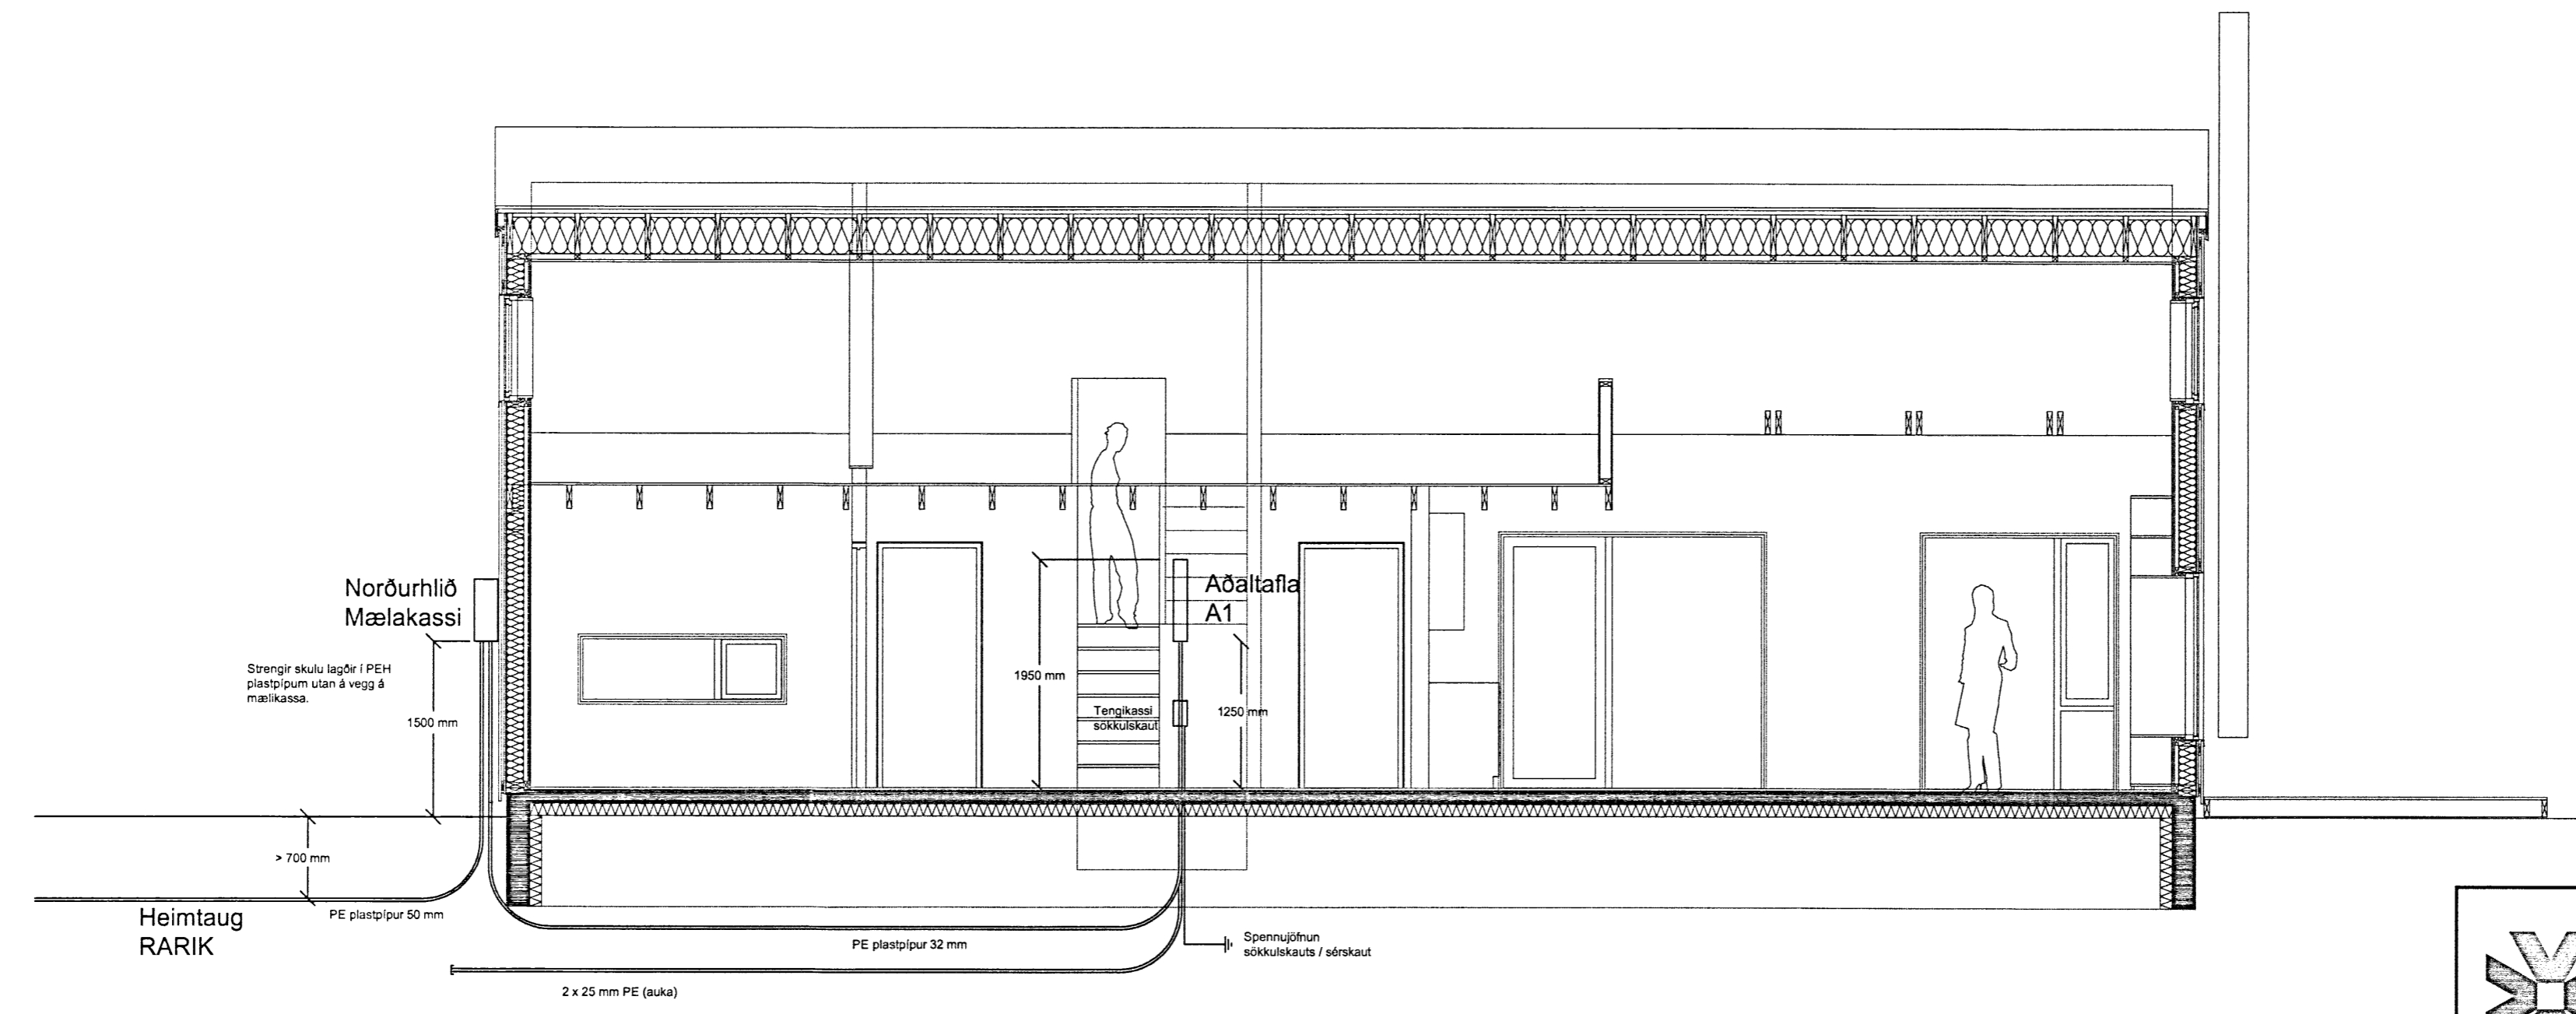 Norðurhlið
Mælakassi
Strengir skulu lagðir í PEH
plastpípum utan á vegg á
mælikassa.
1500 mm
> 700 mm
Heimtaug
RARIK
PE plastpípur 50 mm
1950 mm
Aðaltafla
A1
Tengikassi
sökkulskaut
1250 mm
PE plastpípur 32 mm
Spennujöfnun
sökkulskauts / sérskaut
2 x 25 mm PE (auka)